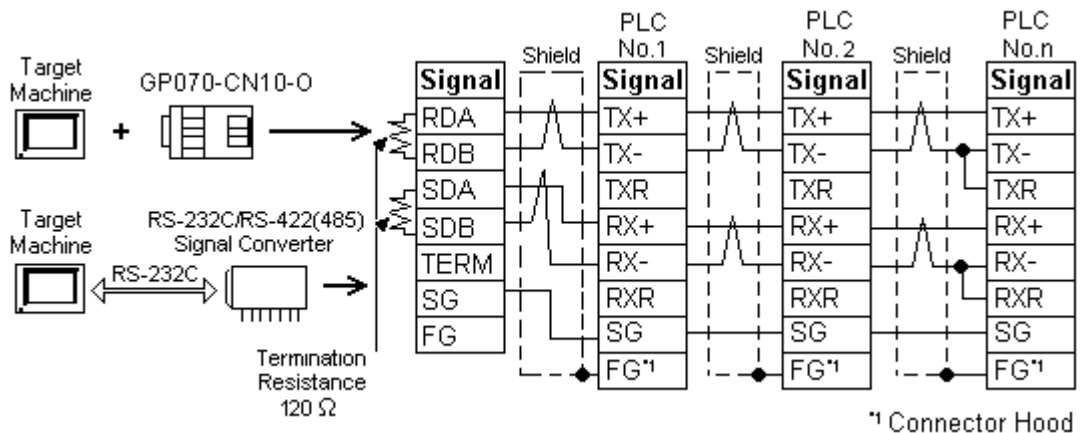 Target
Machine
+
GP070-CN10-O
Target
Machine
RS-232C
RS-232C/RS-422(485)
Signal Converter
Termination
Resistance
120 Ω
Signal
RDA
RDB
SDA
SDB
TERM
SG
FG
Shield
PLC
No.1
Signal
TX+
TX-
TXR
RX+
RX-
RXR
SG
FG*1
Shield
PLC
No.2
Signal
TX+
TX-
TXR
RX+
RX-
RXR
SG
FG*1
Shield
PLC
No.n
Signal
TX+
TX-
TXR
RX+
RX-
RXR
SG
FG*1
*1 Connector Hood